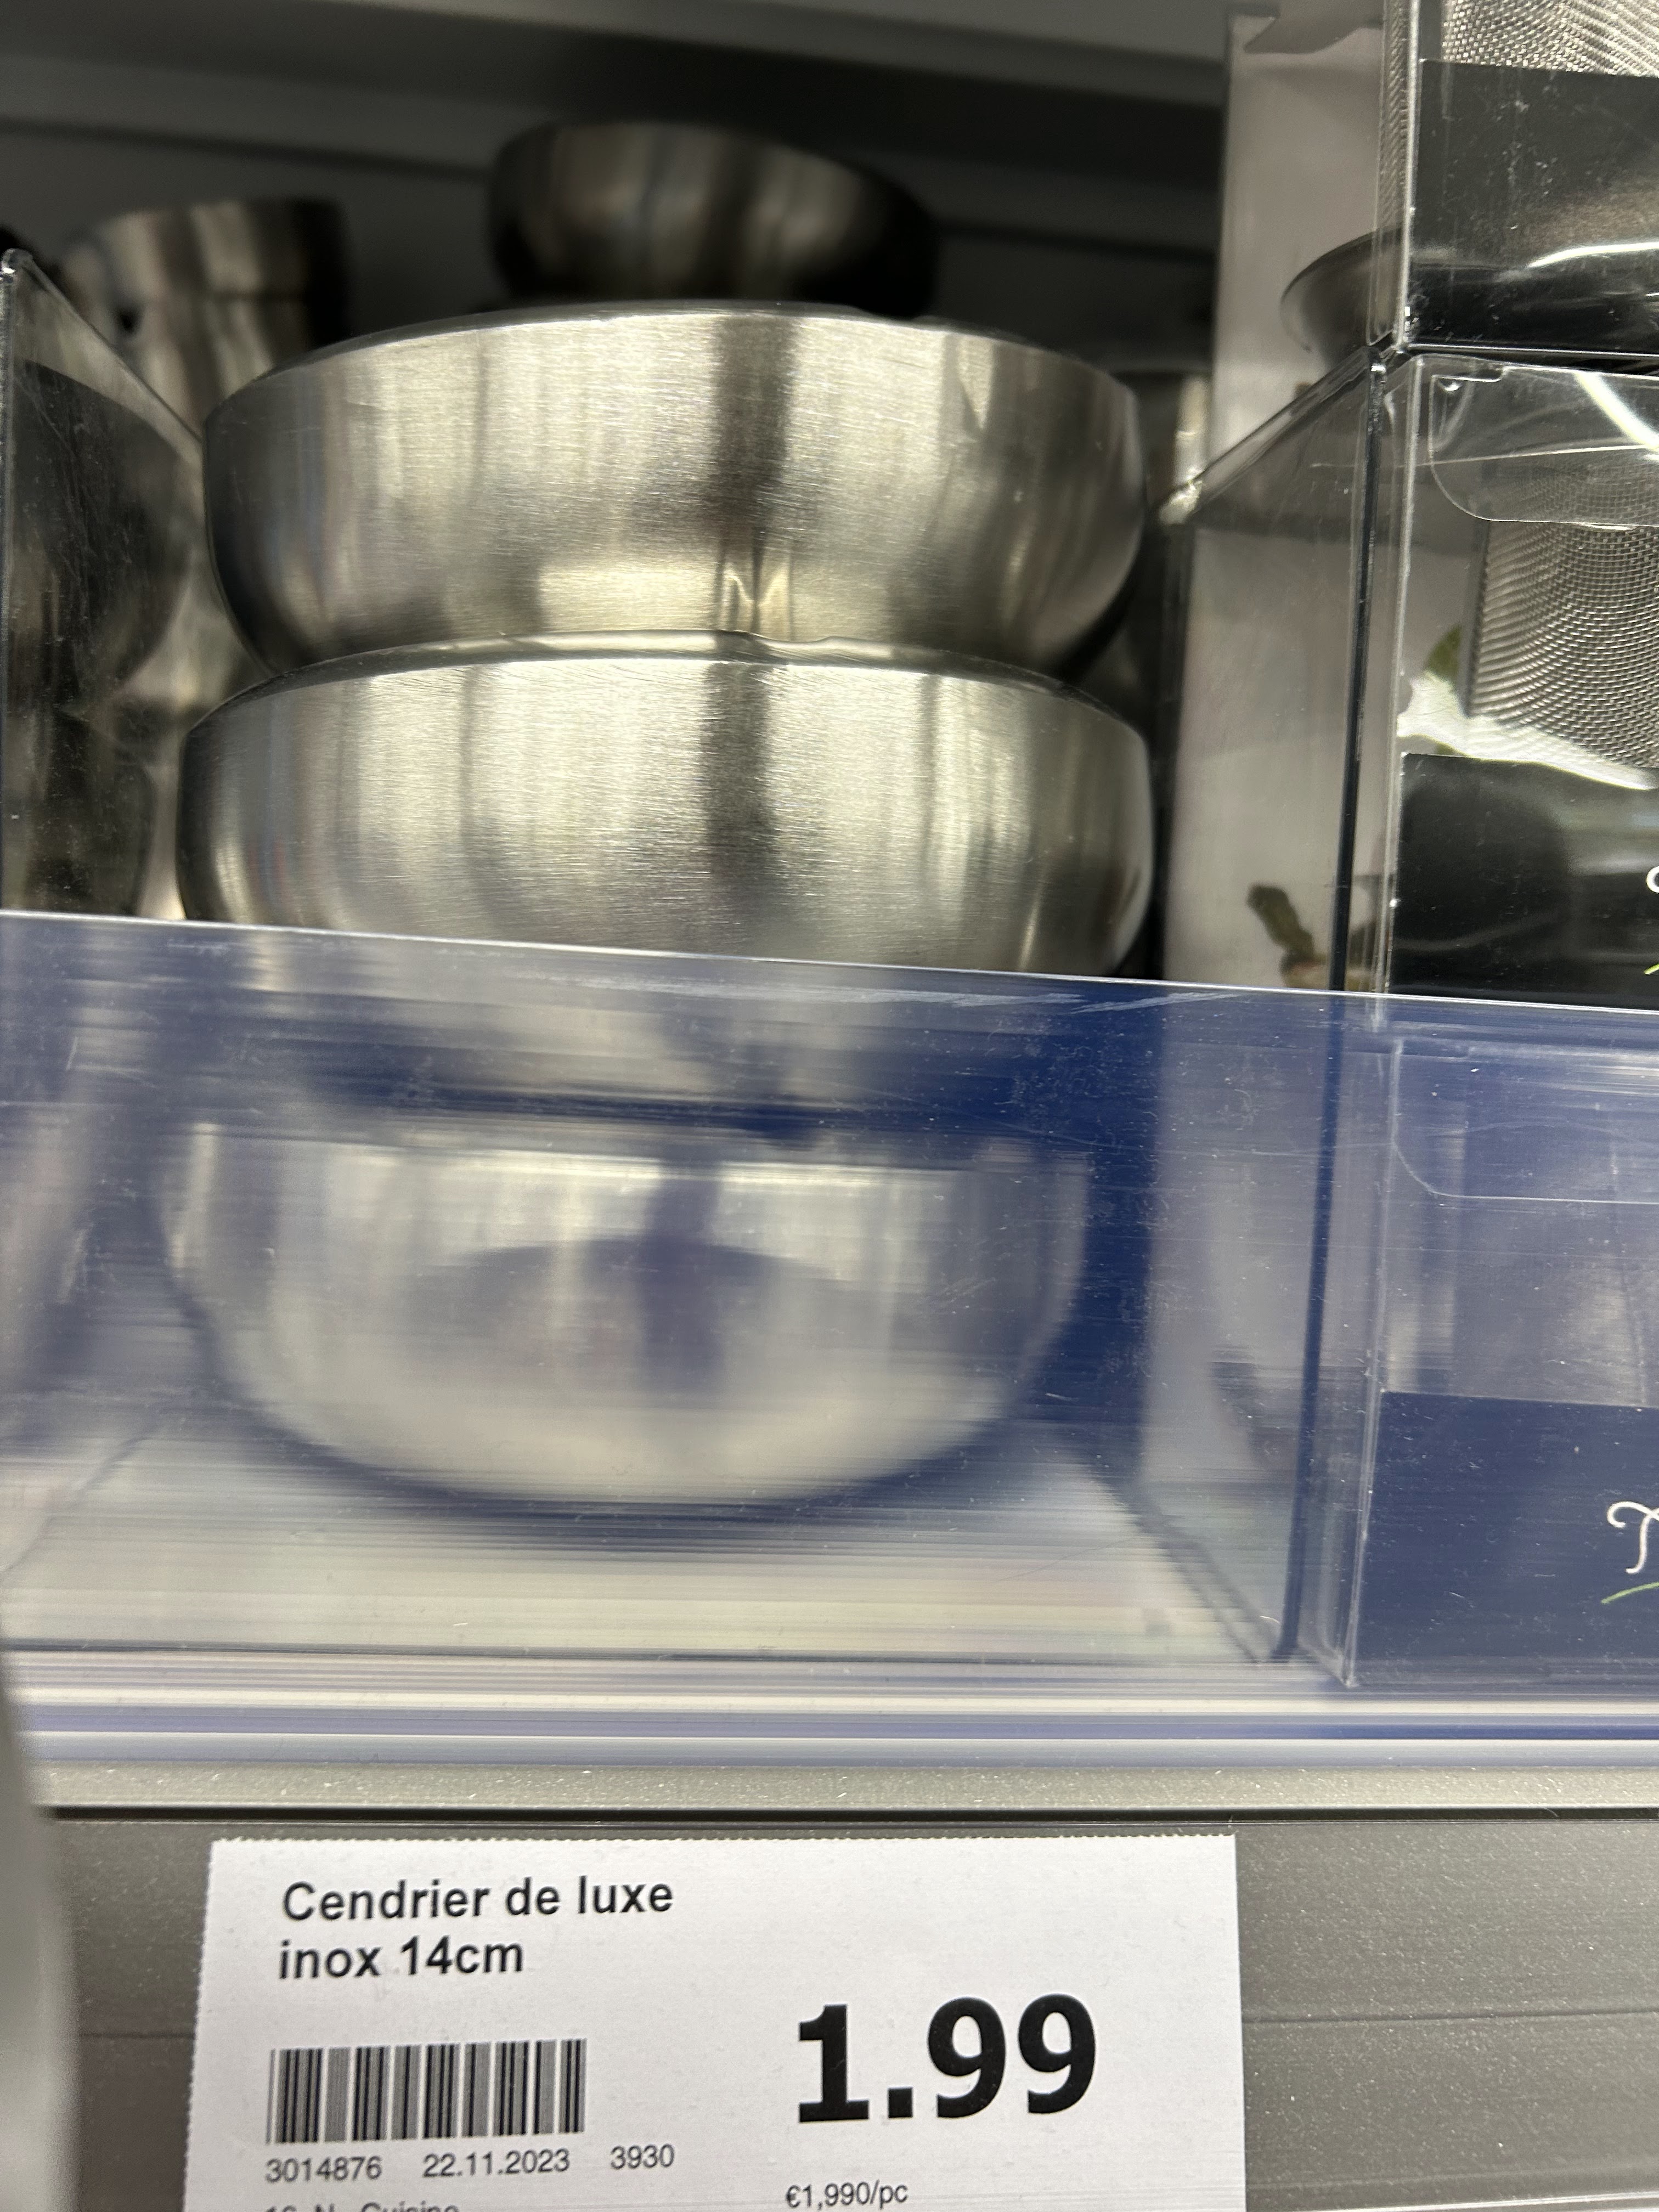 Cendrier de luxe
inox 14cm
1.99
3014876 22.11.2023 3930
€1,990/pc